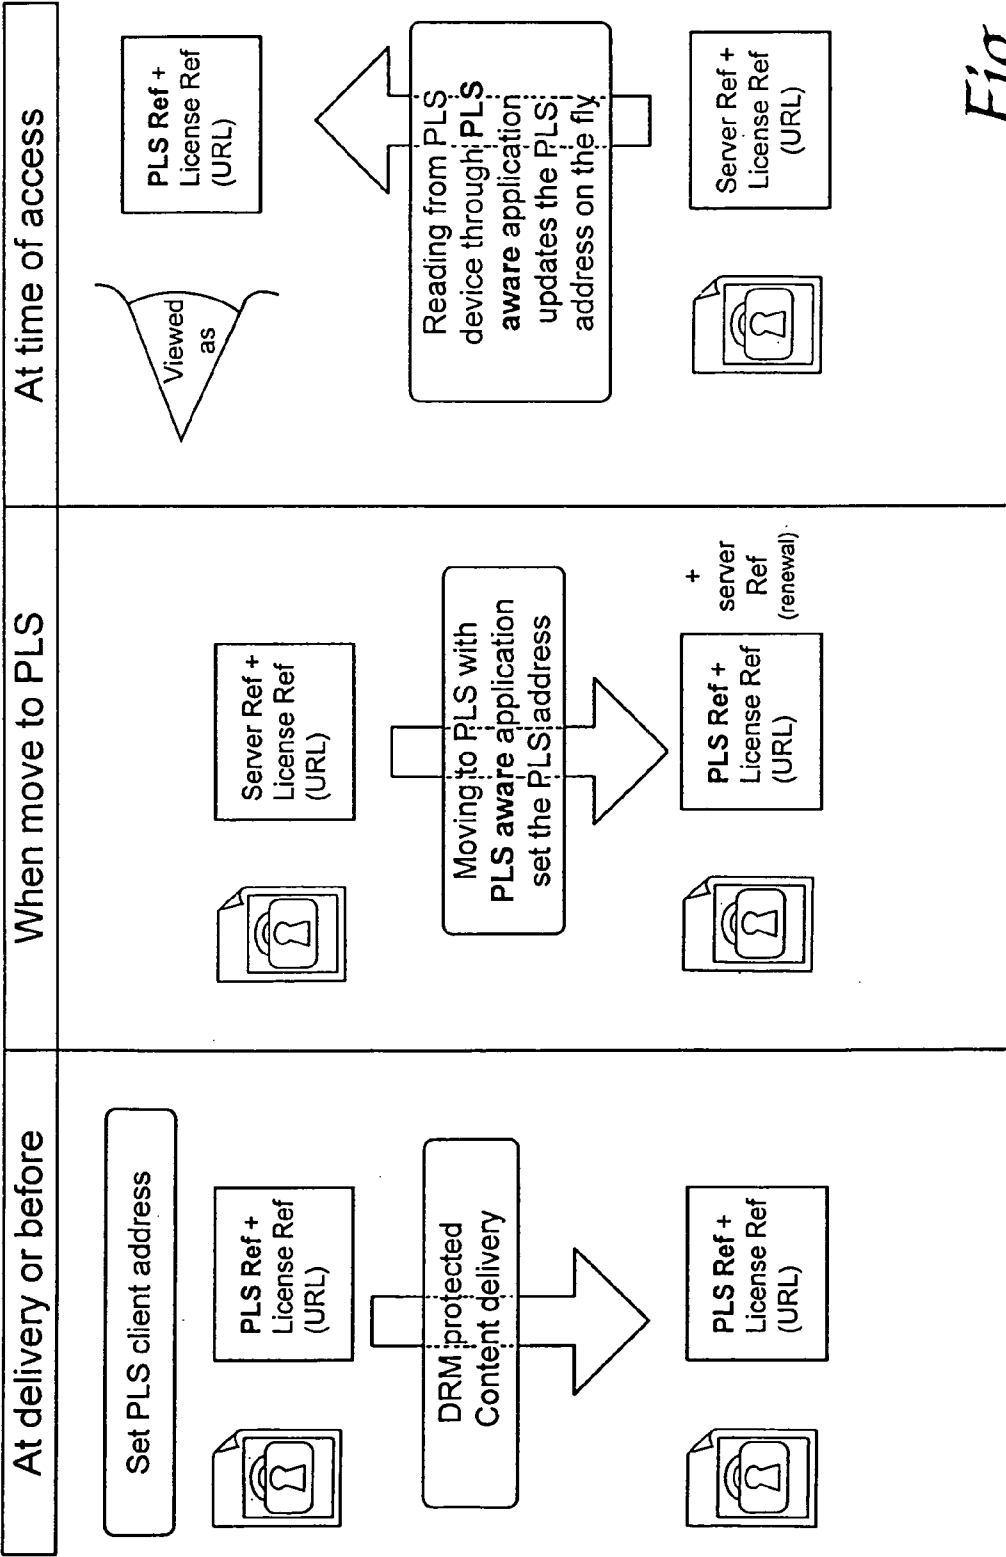 At delivery or before
Set PLS client address
PLS Ref +
License Ref
(URL)
DRM protected
Content delivery
PLS Ref +
License Ref
(URL)
When move to PLS
Server Ref +
License Ref
(URL)
Moving to PLS with
PLS aware application
set the PLS address
PLS Ref +
License Ref
(URL)
+
server
Ref
(renewal)
At time of access
Viewed
as
PLS Ref +
License Ref
(URL)
Reading from PLS
device through PLS
aware application
updates the PLS
address on the fly
Server Ref +
License Ref
(URL)
Fig